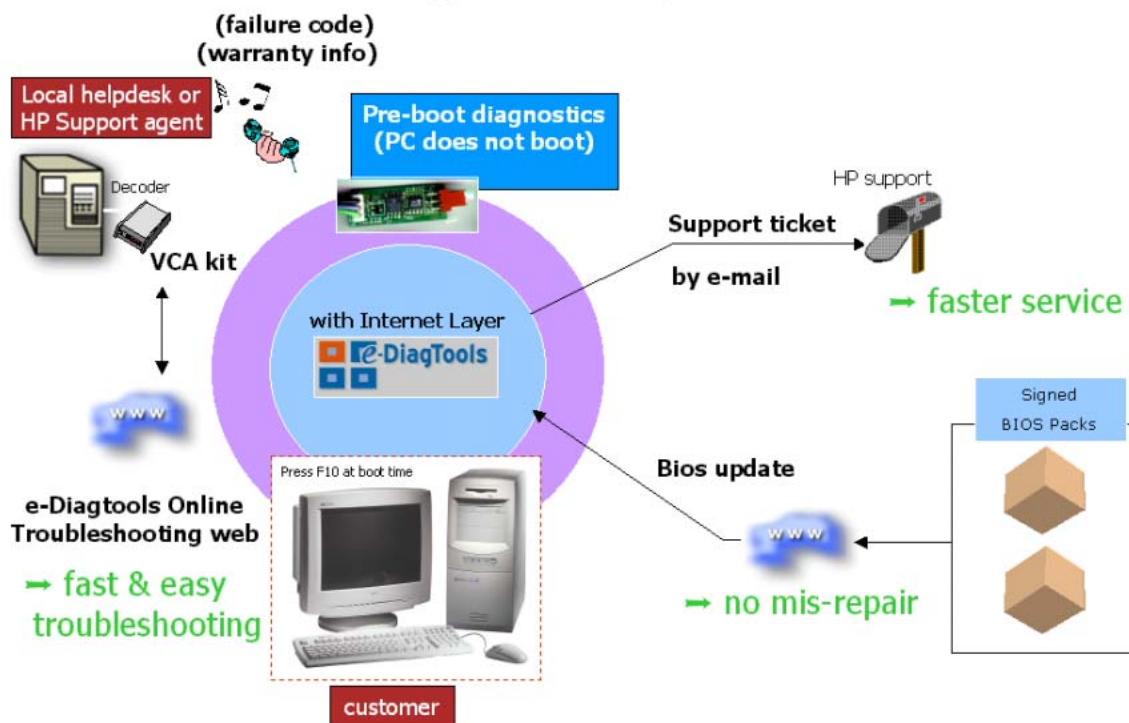 (failure code)
(warranty info)
Local helpdesk or
HP Support agent
Pre-boot diagnostics
(PC does not boot)
Decoder
VCA kit
HP support
Support ticket
by e-mail
➞ faster service
with Internet Layer
e-DiagTools
www
Signed
BIOS Packs
Press F10 at boot time
Bios update
e-Diagtools Online
Troubleshooting web
➞ fast & easy
troubleshooting
www
➞ no mis-repair
customer